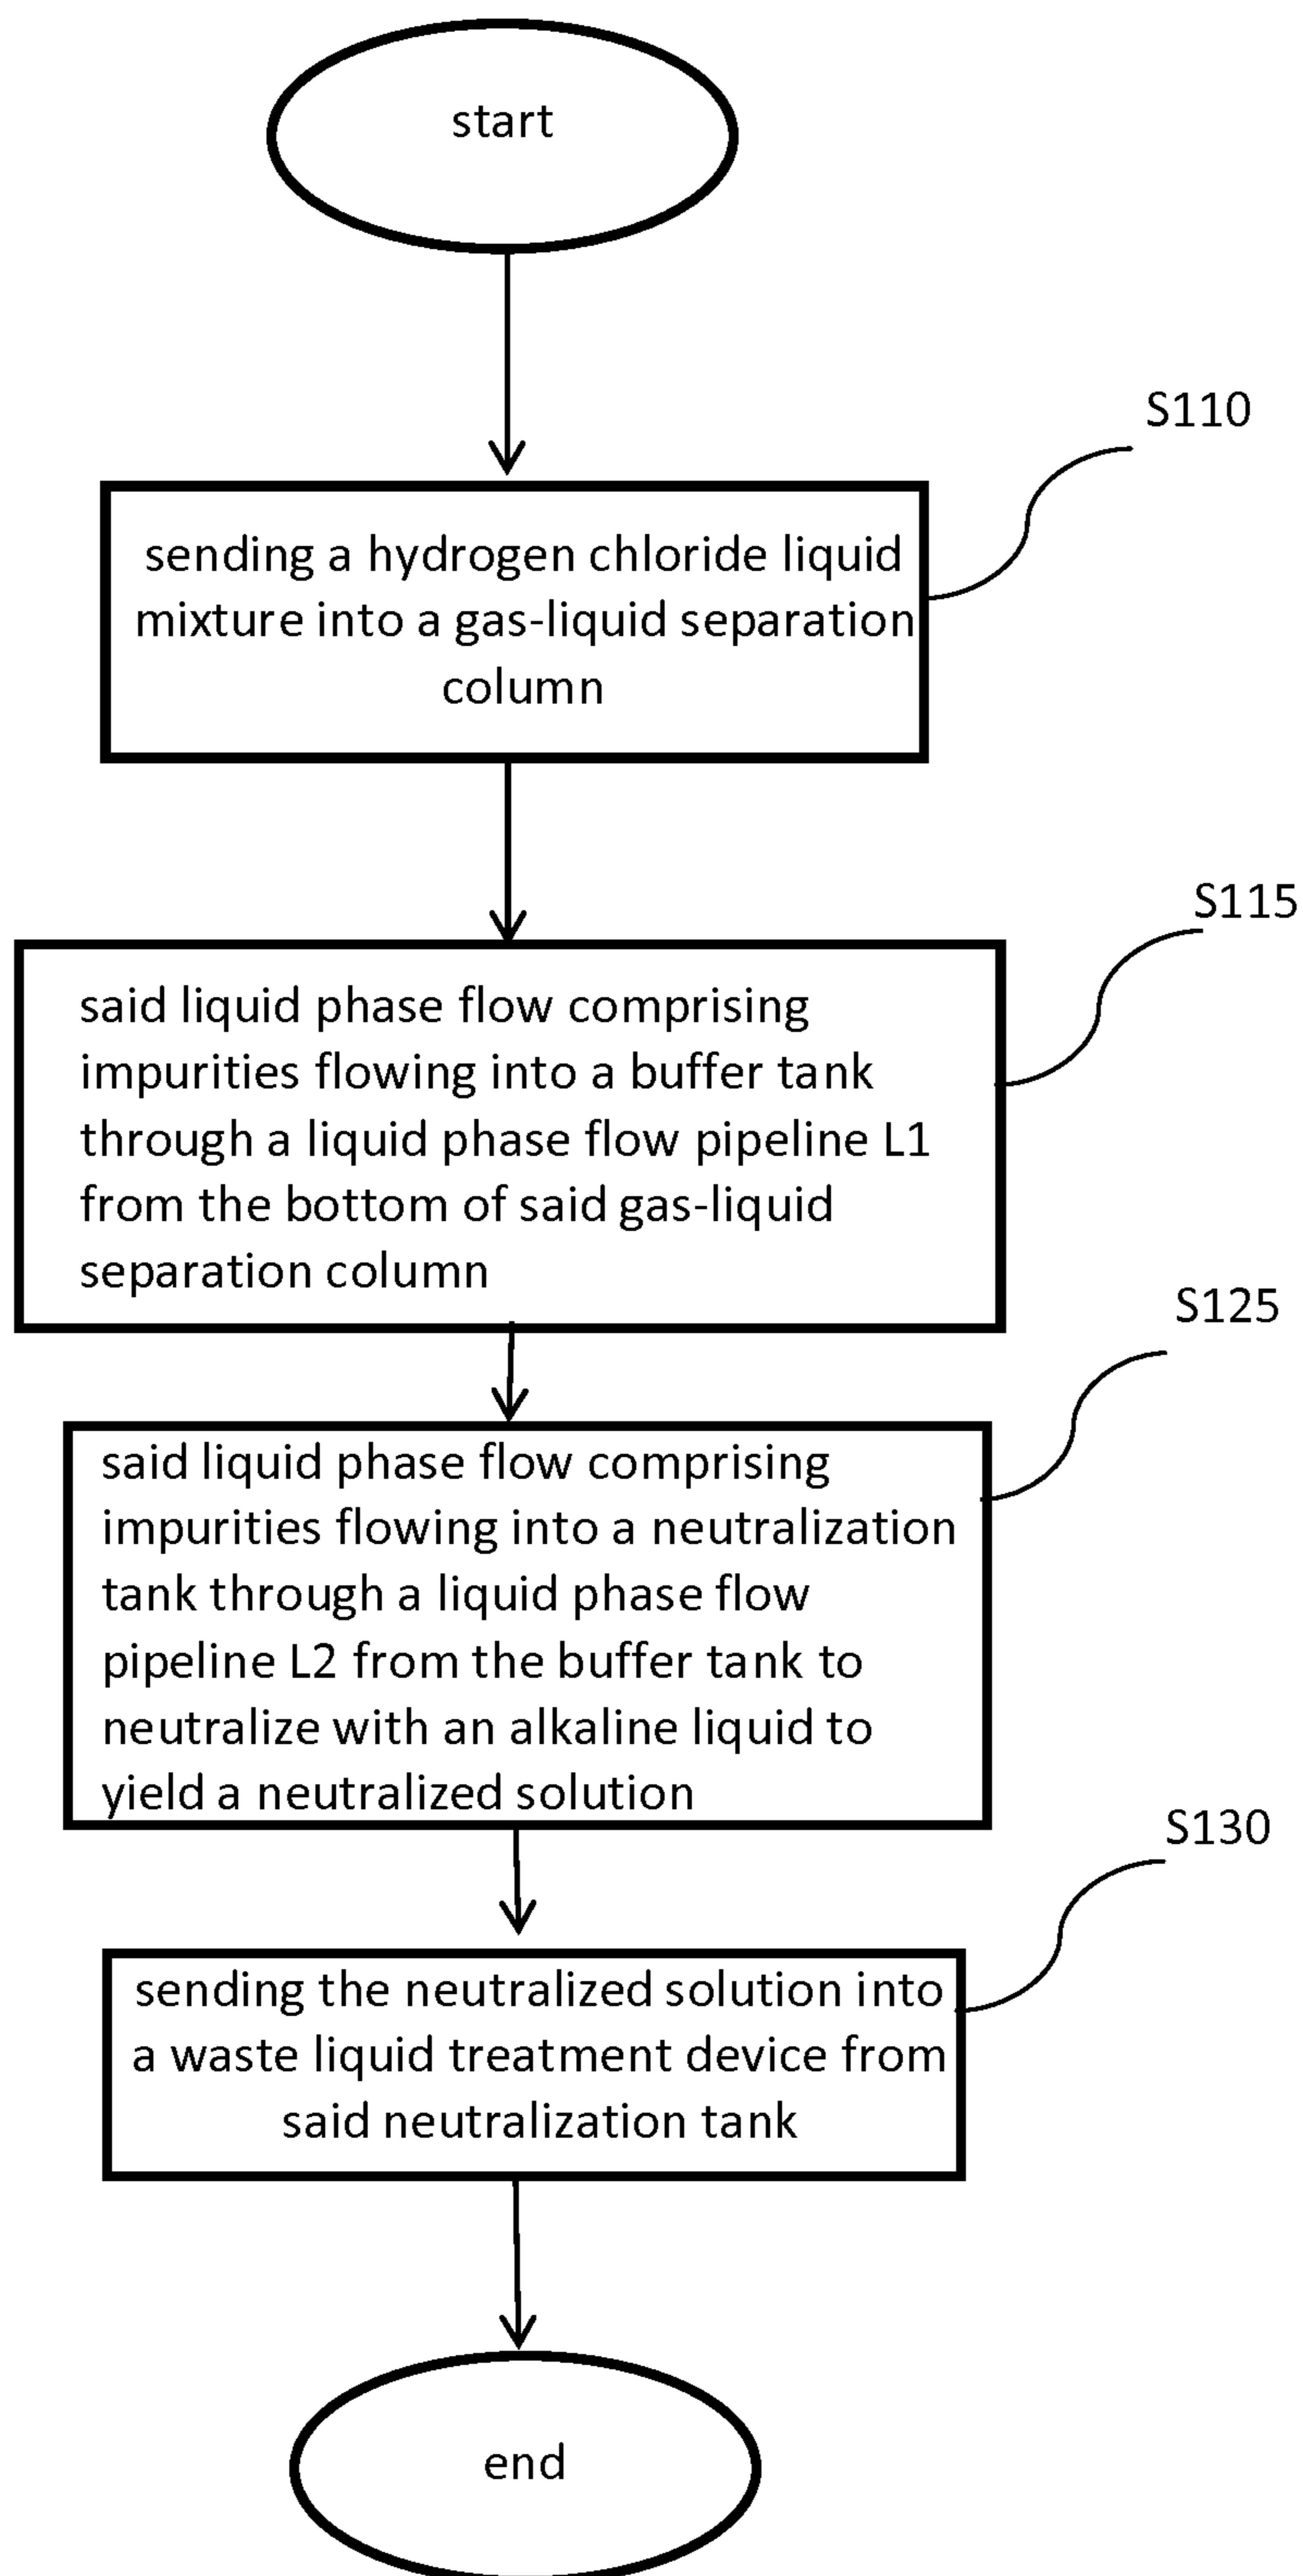 start
S110
sending a hydrogen chloride liquid
mixture into a gas-liquid separation
column
S115
said liquid phase flow comprising
impurities flowing into a buffer tank
through a liquid phase flow pipeline L1
from the bottom of said gas-liquid
separation column
S125
said liquid phase flow comprising
impurities flowing into a neutralization
tank through a liquid phase flow
pipeline L2 from the buffer tank to
neutralize with an alkaline liquid to
yield a neutralized solution
S130
sending the neutralized solution into
a waste liquid treatment device from
said neutralization tank
end